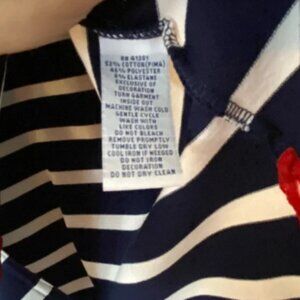 RN 41381
52% COTTON(PIMA)
44% POLYESTER
4% ELASTANE
EXCLUSIVE OF
DECORATION
TURN GARMENT
INSIDE OUT
MACHINE WASH COLD
GENTLE CYCLE
WASH WITH
LIKE COLORS
DO NOT BLEACH
REMOVE PROMPTLY
TUMBLE DRY LOW
COOL IRON IF NEEDED
DO NOT IRON
DECORATION
DO NOT DRY CLEAN